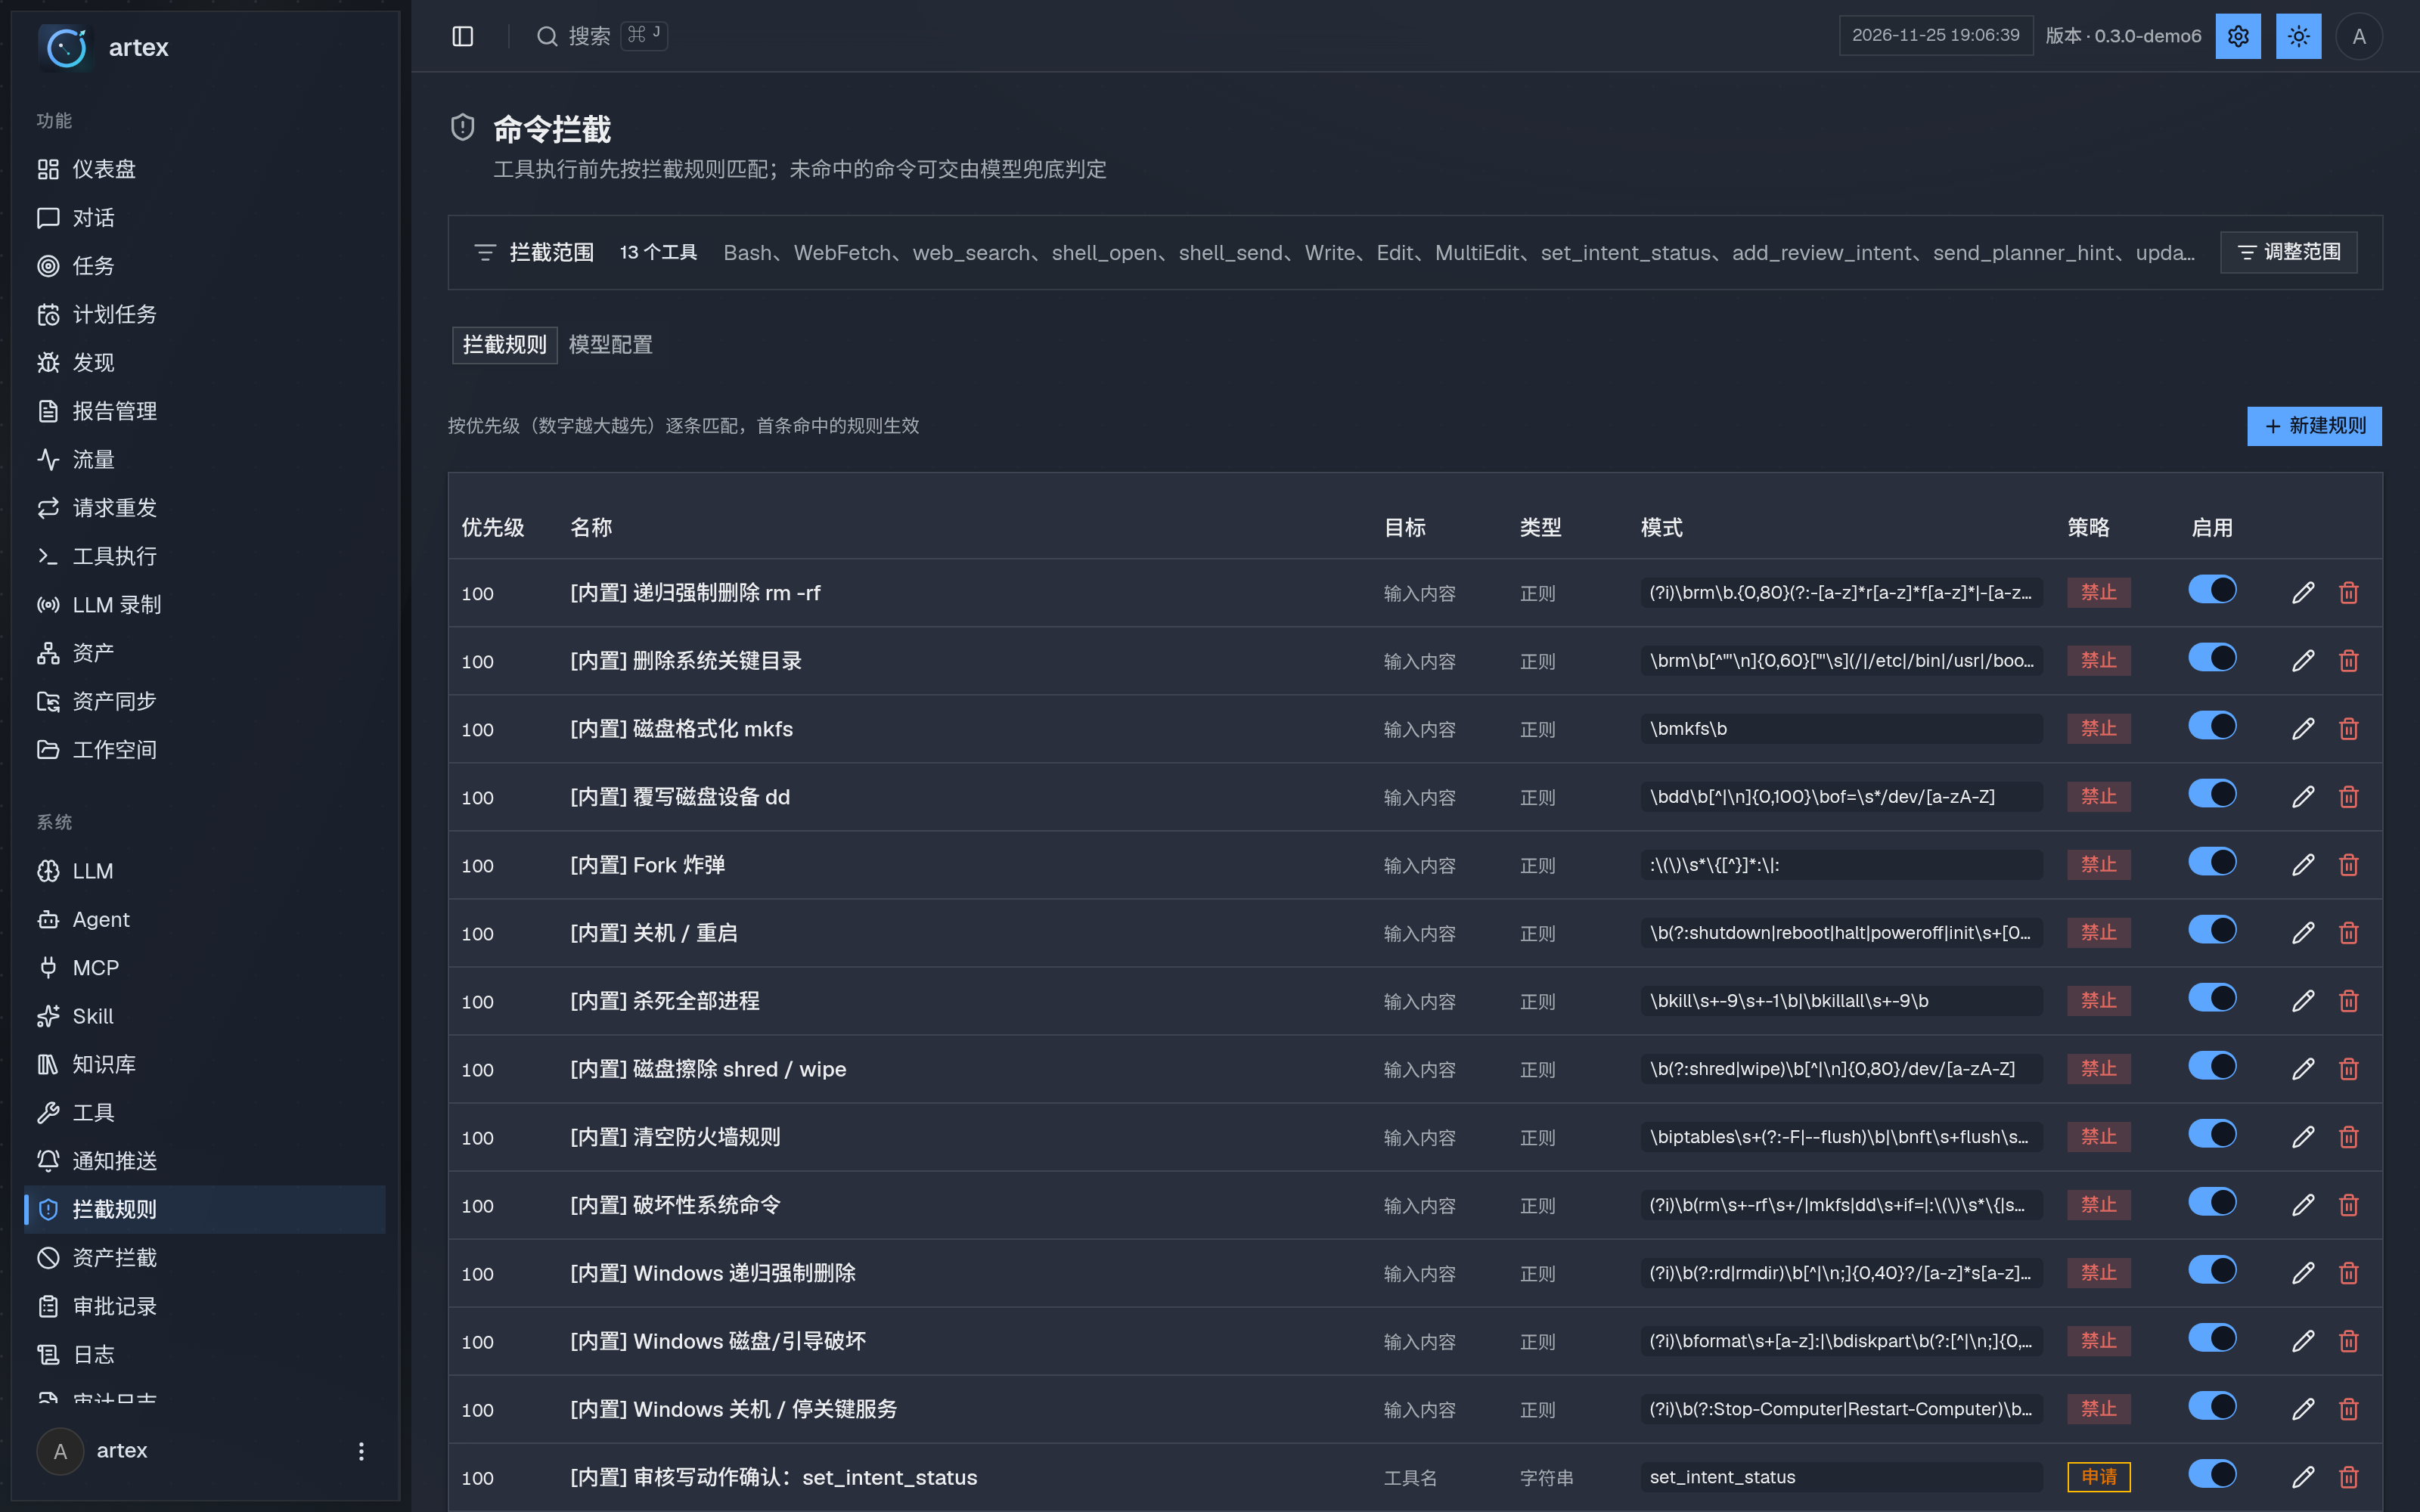 artex
功能
仪表盘
对话
任务
计划任务
发现
报告管理
流量
请求重发
工具执行
LLM 录制
资产
资产同步
工作空间
系统
LLM
Agent
MCP
Skill
知识库
工具
通知推送
拦截规则
资产拦截
审批记录
日志
审计日志
A artex
搜索 ⌘ J
2026-11-25 19:06:39 版本 · 0.3.0-demo6 A
命令拦截
工具执行前先按拦截规则匹配；未命中的命令可交由模型兜底判定
拦截范围 13 个工具 Bash、WebFetch、web_search、shell_open、shell_send、Write、Edit、MultiEdit、set_intent_status、add_review_intent、send_planner_hint、upda... 调整范围
拦截规则 模型配置
按优先级（数字越大越先）逐条匹配，首条命中的规则生效 新建规则
优先级 名称 目标 类型 模式 策略 启用
100 [内置] 递归强制删除 rm -rf 输入内容 正则 (?i)\brm\b.{0,80}(?:-[a-z]*r[a-z]*f[a-z]*|-[a-z... 禁止
100 [内置] 删除系统关键目录 输入内容 正则 \brm\b[^"'\n]{0,60}["'\s](/|/etc|/bin|/usr|/boo... 禁止
100 [内置] 磁盘格式化 mkfs 输入内容 正则 \bmkfs\b 禁止
100 [内置] 覆写磁盘设备 dd 输入内容 正则 \bdd\b[^|\n]{0,100}\bof=\s*/dev/[a-zA-Z] 禁止
100 [内置] Fork 炸弹 输入内容 正则 :\(\)\s*\{[^}]*:\|: 禁止
100 [内置] 关机 / 重启 输入内容 正则 \b(?:shutdown|reboot|halt|poweroff|init\s+[0... 禁止
100 [内置] 杀死全部进程 输入内容 正则 \bkill\s+-9\s+-1\b|\bkillall\s+-9\b 禁止
100 [内置] 磁盘擦除 shred / wipe 输入内容 正则 \b(?:shred|wipe)\b[^|\n]{0,80}/dev/[a-zA-Z] 禁止
100 [内置] 清空防火墙规则 输入内容 正则 \biptables\s+(?:-F|--flush)\b|\bnft\s+flush\s... 禁止
100 [内置] 破坏性系统命令 输入内容 正则 (?i)\b(rm\s+-rf\s+/|mkfs|dd\s+if=|:\(\)\s*\{|s... 禁止
100 [内置] Windows 递归强制删除 输入内容 正则 (?i)\b(?:rd|rmdir)\b[^|\n;]{0,40}?/[a-z]*s[a-z]... 禁止
100 [内置] Windows 磁盘/引导破坏 输入内容 正则 (?i)\bformat\s+[a-z]:|\bdiskpart\b(?:[^|\n;]{0,... 禁止
100 [内置] Windows 关机 / 停关键服务 输入内容 正则 (?i)\b(?:Stop-Computer|Restart-Computer)\b... 禁止
100 [内置] 审核写动作确认：set_intent_status 工具名 字符串 set_intent_status 申请